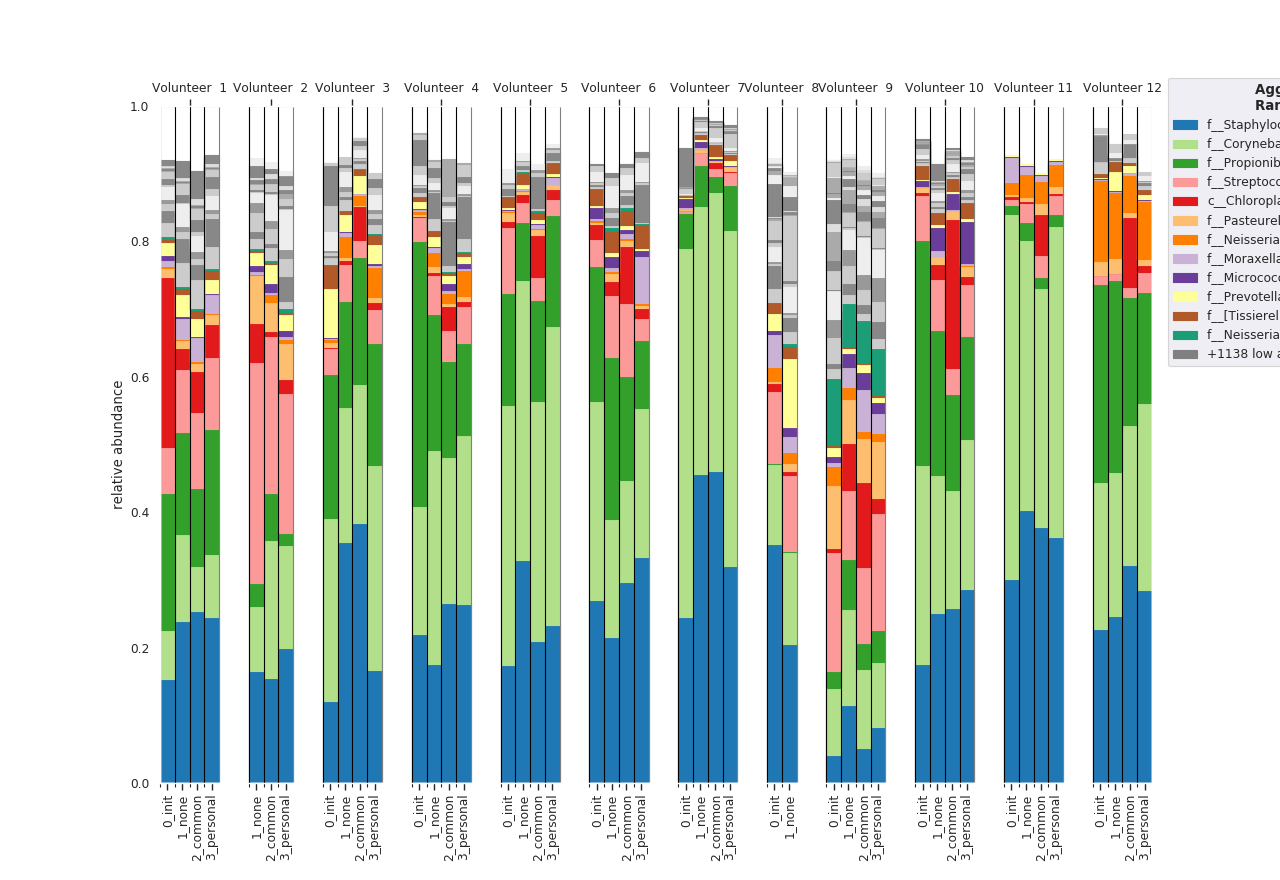 Volunteer 1 Volunteer 2 Volunteer 3 Volunteer 4 Volunteer 5 Volunteer 6 Volunteer 7 Volunteer 8 Volunteer 9 Volunteer 10 Volunteer 11 Volunteer 12
1.0
0.8
0.6
0.4
0.2
0.0
relative abundance
0_init 1_none 2_common 3_personal
1_none 2_common 3_personal
0_init 1_none 2_common 3_personal
0_init 1_none 2_common 3_personal
0_init 1_none 2_common 3_personal
0_init 1_none 2_common 3_personal
0_init 1_none 2_common 3_personal
0_init 1_none
0_init 1_none 2_common 3_personal
0_init 1_none 2_common 3_personal
0_init 1_none 2_common 3_personal
0_init 1_none 2_common 3_personal
Agg
Ran
f__Staphyloc
f__Coryneba
f__Propionib
f__Streptoc
c__Chloropla
f__Pasteurel
f__Neisseria
f__Moraxella
f__Micrococ
f__Prevotella
f__[Tissierel
f__Neisseria
+1138 low a